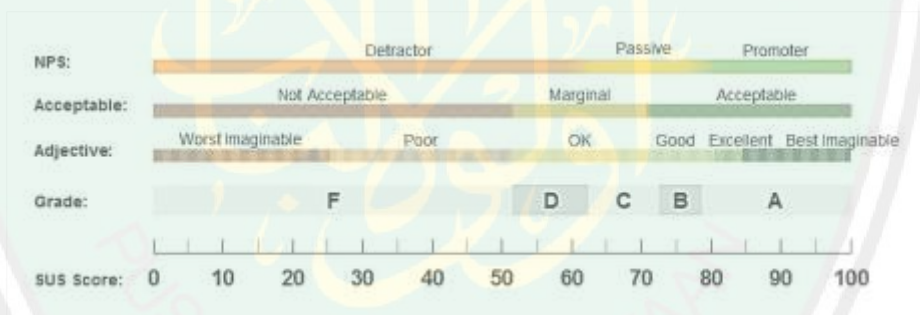 NPS: Detractor Passive Promoter
Acceptable: Not Acceptable Marginal Acceptable
Adjective: Worst Imaginable Poor OK Good Excellent Best Imaginable
Grade: F D C B A
SUS Score: 0 10 20 30 40 50 60 70 80 90 100